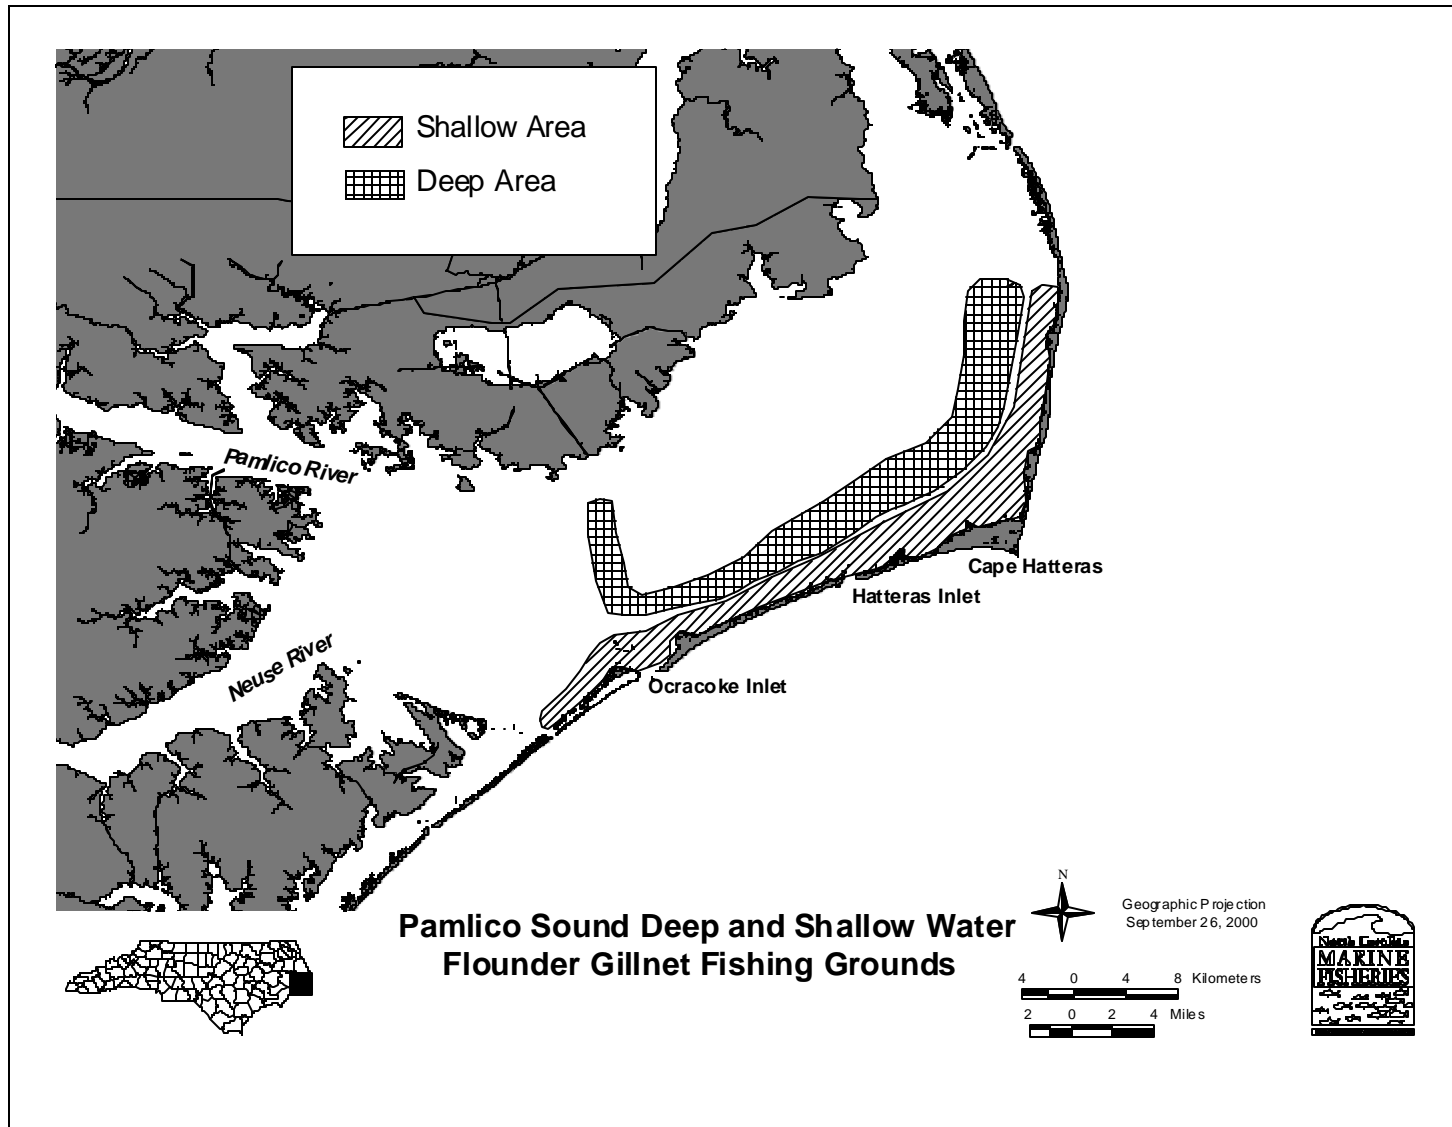 Shallow Area
Deep Area
Pamlico River
Neuse River
Cape Hatteras
Hatteras Inlet
Ocracoke Inlet
Pamlico Sound Deep and Shallow Water
Flounder Gillnet Fishing Grounds
N
Geographic Projection
September 26, 2000
4 0 4 8 Kilometers
2 0 2 4 Miles
North Carolina
MARINE
FISHERIES